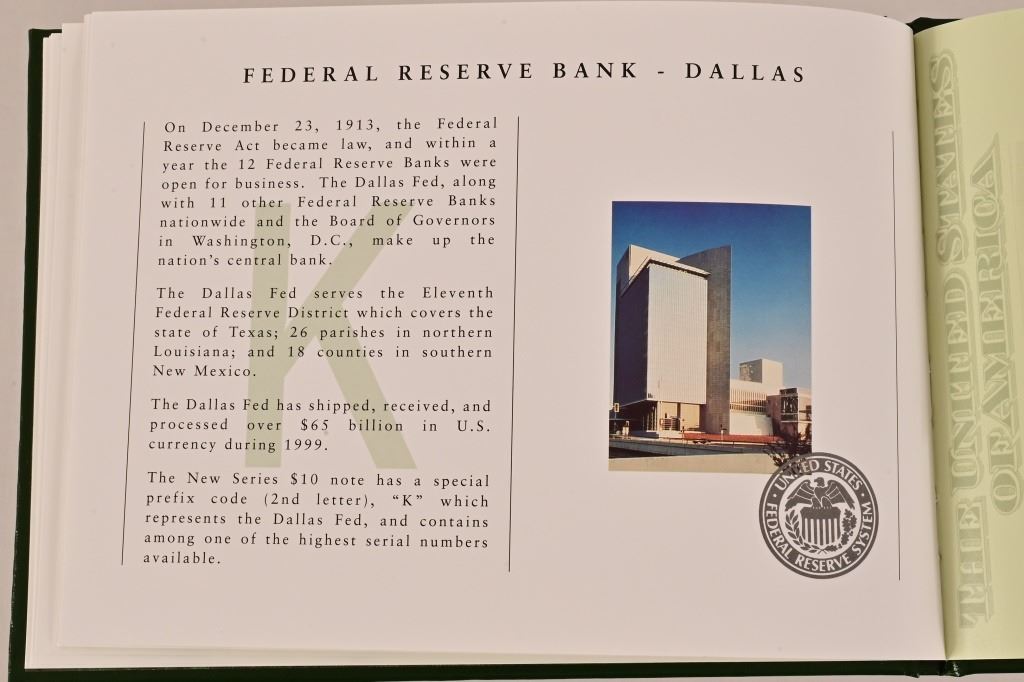 FEDERAL RESERVE BANK - DALLAS
On December 23, 1913, the Federal
Reserve Act became law, and within a
year the 12 Federal Reserve Banks were
open for business. The Dallas Fed, along
with 11 other Federal Reserve Banks
nationwide and the Board of Governors
in Washington, D.C., make up the
nation's central bank.
The Dallas Fed serves the Eleventh
Federal Reserve District which covers the
state of Texas; 26 parishes in northern
Louisiana; and 18 counties in southern
New Mexico.
The Dallas Fed has shipped, received, and
processed over $65 billion in U.S.
currency during 1999.
The New Series $10 note has a special
prefix code (2nd letter), “K” which
represents the Dallas Fed, and contains
among one of the highest serial numbers
available.
K
UNITED STATES
FEDERAL RESERVE SYSTEM
THE UNITED STATES
OF AMERICA